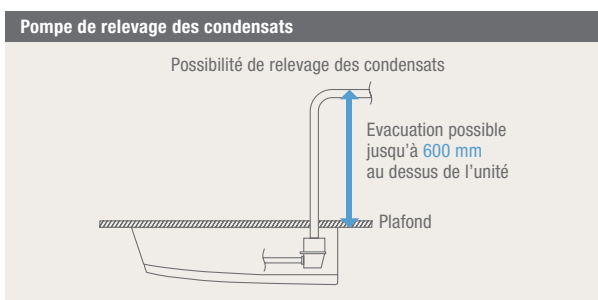 Pompe de relevage des condensats
Possibilité de relevage des condensats
Evacuation possible
jusqu'à 600 mm
au dessus de l'unité
Plafond